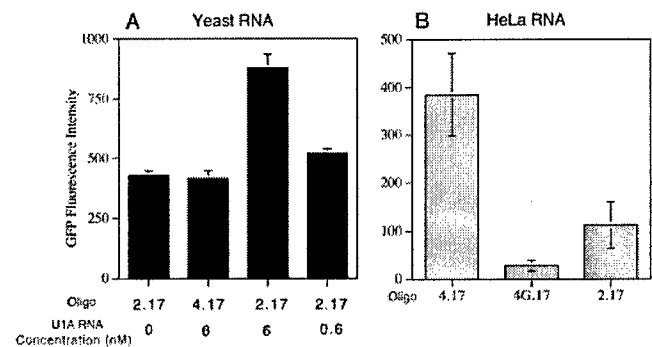 A Yeast RNA
1000
750
500
250
0
GFP Fluorescence Intensity
Oligo 2.17 4.17 2.17 2.17
U1A RNA
Concentration (nM) 0 6 6 0.6
B HeLa RNA
500
400
300
200
100
0
Oligo 4.17 4G.17 2.17